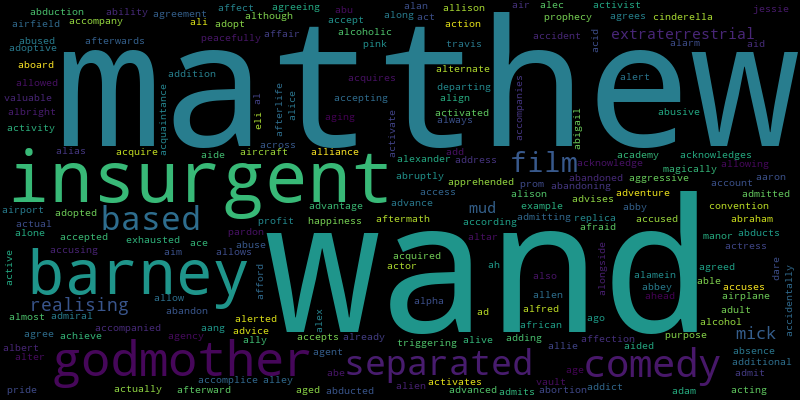 abduction ability agreement ali affect agreeing abu alan air alec activist allison jessie
airfield accompany adopt although accept along act agrees prophecy cinderella
abused afterwards affair alcoholic action accident acid extraterrestrial
adoptive pink travis alarm aid
matthew
aboard addition acquires alternate alert
allowed acquaintance alice afterlife accepting align departing accompanies abusive
valuable al eli aging activated always abigail
albright activate
activity alias acquire aide across aircraft alliance add academy acknowledges
insurgent alexander address film acknowledge allowing
abruptly apprehended magically abandoned aaron
access prom abandoning aggressive account
alison advises adventure admitted
airport adopted based advantage advance mud example replica abby convention
actual profit happiness aftermath according admitting accused abraham
alone accepted exhausted ace pardon afraid manor actress
accusing aim allows abuse altar abducts
active barney wand acquired actor ah also alongside alamein agreed dare accidentally
afford abbey able airplane
realising allow alpha allen ahead accuses adult
almost admiral abandon alex ad alfred alcohol
aang alerted african ago mick
agree achieve accompanied advice accepts already triggering adding affection purpose
albert agency ally alive allie aided absence
alter godmother agent separated comedy additional
accomplice alley abe alien age admit
pride actually afterward aged abducted activates advanced admits vault abortion addict adam acting